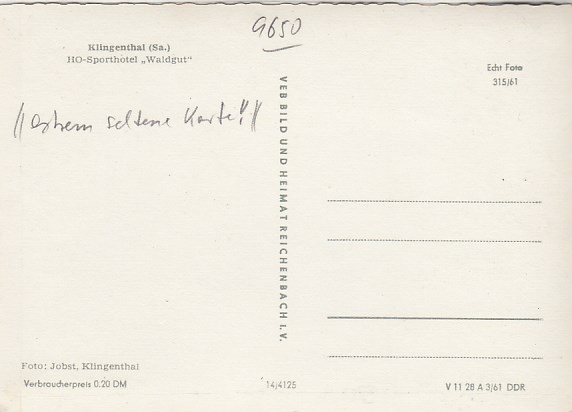 9650
Klingenthal (Sa.)
HO-Sporthotel „Waldgut“
Echt Foto
315/61
//extrem seltene Karte!!//
VEB BILD UND HEIMAT REICHENBACH I.V.
Foto: Jobst, Klingenthal
Verbraucherpreis 0,20 DM
14/4125
V 11 28 A 3/61 DDR